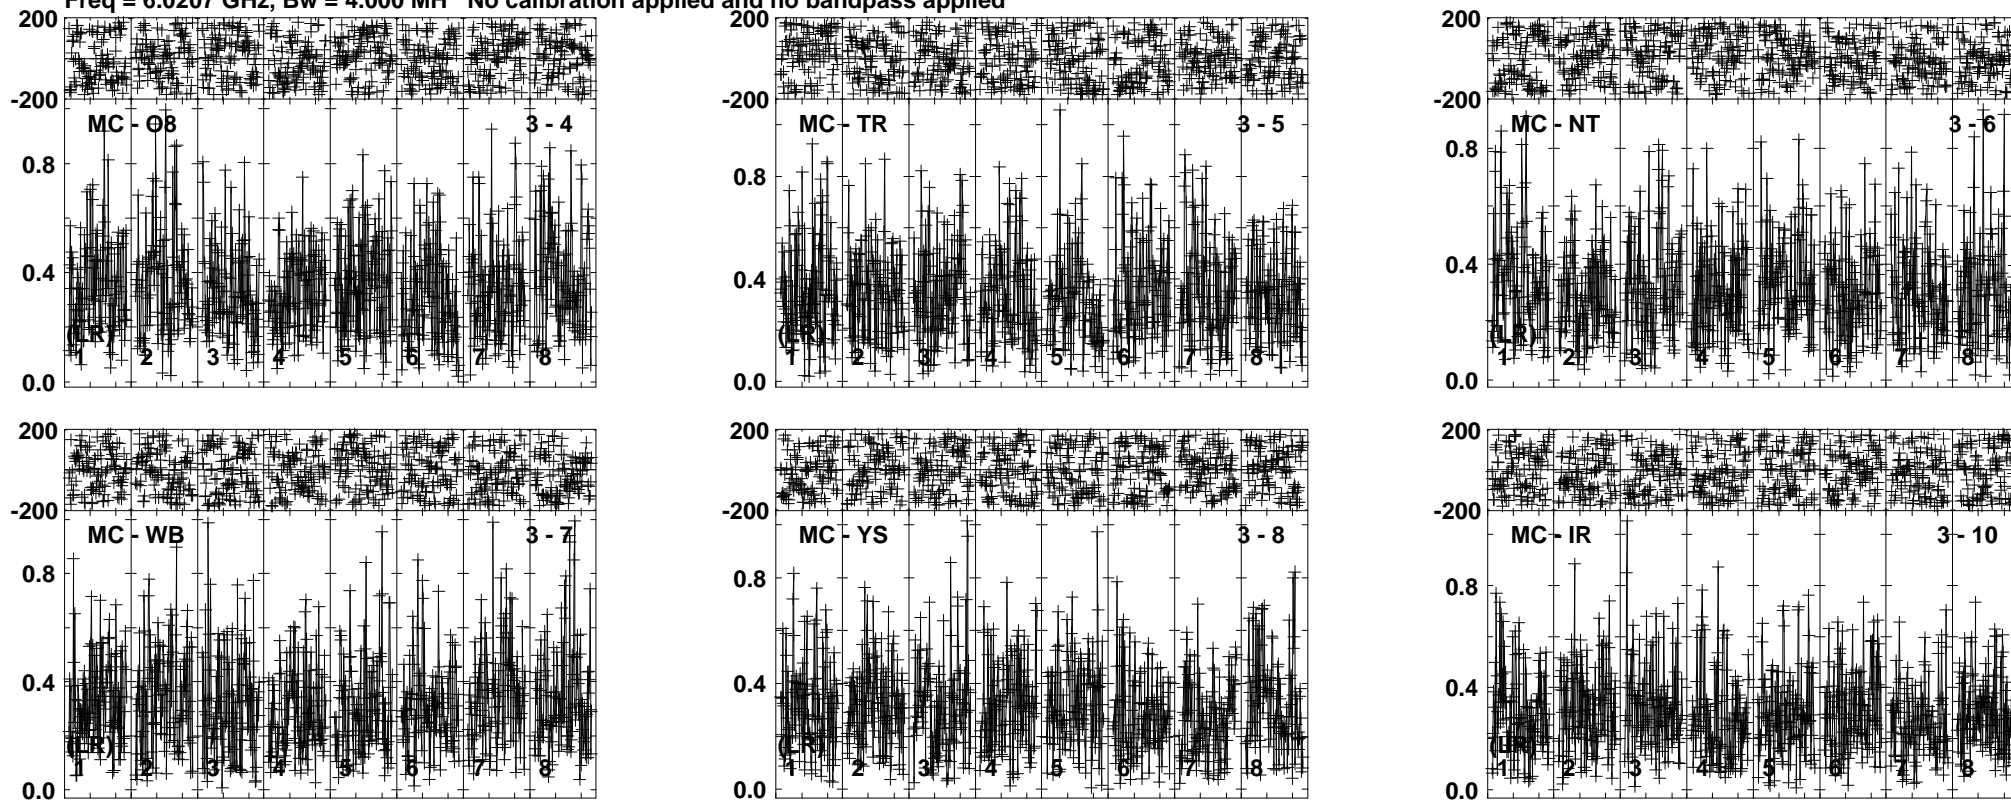 Freq = 6.0207 GHz, Bw = 4.000 MH No calibration applied and no bandpass applied
200
-200
MC - O8 3 - 4
0.8
0.4
(LR)
1 2 3 4 5 6 7 8
0.0
200
-200
MC - TR 3 - 5
0.8
0.4
(LR)
1 2 3 4 5 6 7 8
0.0
200
-200
MC - NT 3 - 6
0.8
0.4
(LR)
1 2 3 4 5 6 7 8
0.0
200
-200
MC - WB 3 - 7
0.8
0.4
(LR)
1 2 3 4 5 6 7 8
0.0
200
-200
MC - YS 3 - 8
0.8
0.4
(LR)
1 2 3 4 5 6 7 8
0.0
200
-200
MC - IR 3 - 10
0.8
0.4
(LR)
1 2 3 4 5 6 7 8
0.0